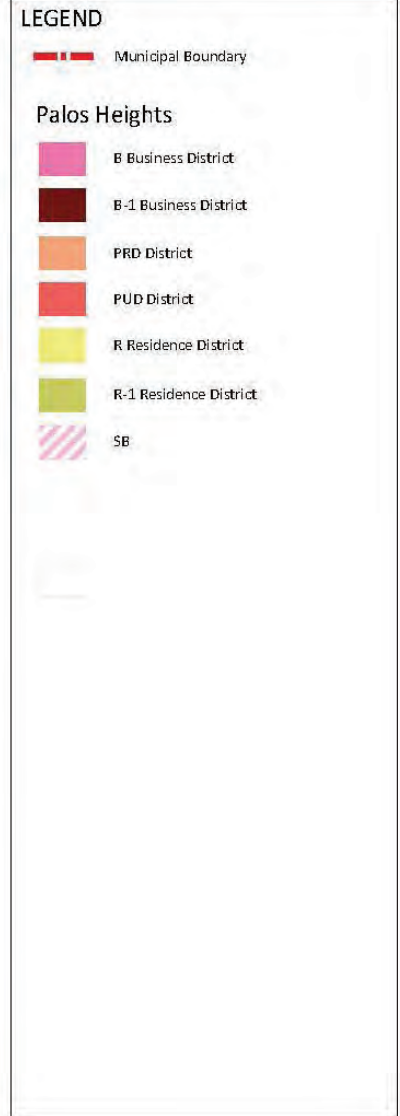 LEGEND
Municipal Boundary
Palos Heights
B Business District
B-1 Business District
PRD District
PUD District
R Residence District
R-1 Residence District
SB